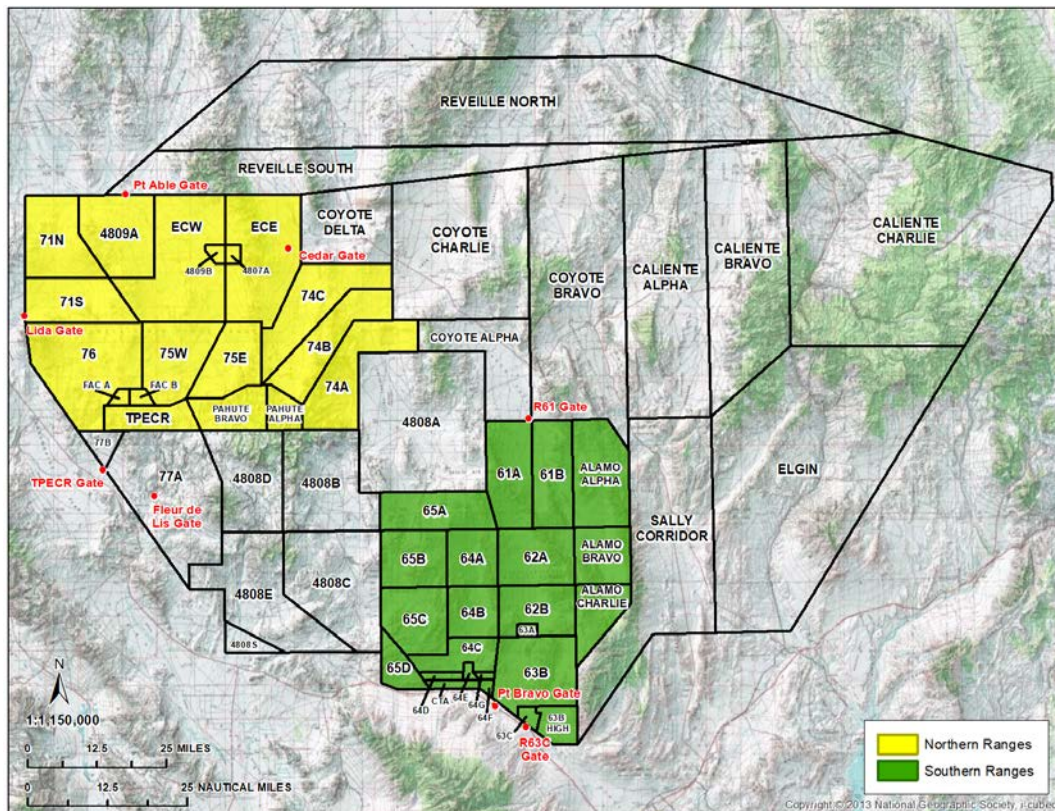 REVEILLE NORTH
REVEILLE SOUTH
Pt Able Gate
71N
4809A
ECW
ECE
COYOTE
DELTA
COYOTE
CHARLIE
CALIENTE
CHARLIE
Cedar Gate
4809B
4807A
CALIENTE
BRAVO
COYOTE
BRAVO
CALIENTE
ALPHA
71S
74C
Lida Gate
76
75W
75E
74B
COYOTE ALPHA
FAC A
FAC B
74A
TPECR
PAHUTE
BRAVO
PAHUTE
ALPHA
R61 Gate
4808A
77B
TPECR Gate
77A
4808D
4808B
61A
61B
ALAMO
ALPHA
ELGIN
Fleur de
Lis Gate
65A
SALLY
CORRIDOR
65B
64A
62A
ALAMO
BRAVO
4808E
4808C
ALAMO
CHARLIE
65C
64B
62B
63A
4808S
64C
65D
63B
64D
CTA
64E
64G
64F
Pt Bravo Gate
63C
63B
HIGH
R63C
Gate
N
1:1,150,000
0 12.5 25 MILES
0 12.5 25 NAUTICAL MILES
Northern Ranges
Southern Ranges
Copyright © 2013 National Geographic Society, i-cubed